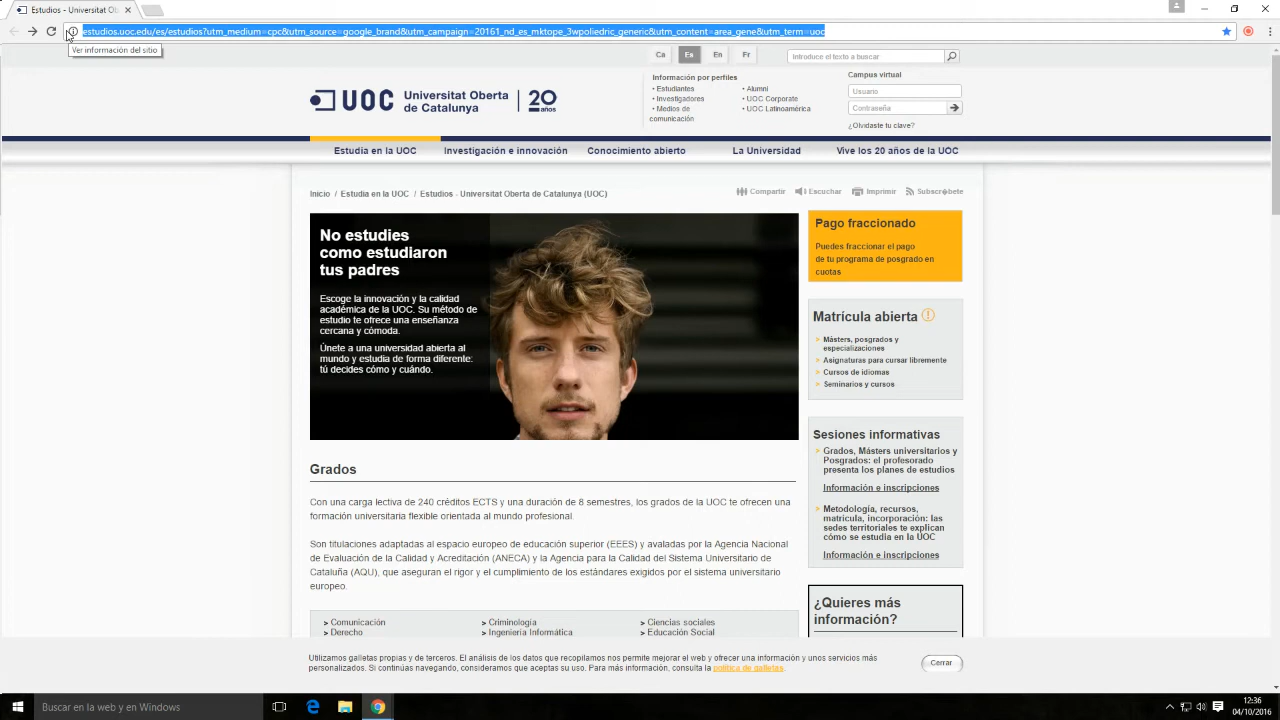 Estudios - Universitat Ob
estudios.uoc.edu/es/estudios?utm_medium=cpc&utm_source=google_brand&utm_campaign=20161_nd_es_mktope_3wpoliedric_generic&utm_content=area_gene&utm_term=uoc
Ver información del sitio
Ca Es En Fr
Introduce el texto a buscar
UOC Universitat Oberta de Catalunya
20 años
Información por perfiles
• Estudiantes
• Investigadores
• Medios de
comunicación
• Alumni
• UOC Corporate
• UOC Latinoamérica
Campus virtual
Usuario
Contraseña
¿Olvidaste tu clave?
Estudia en la UOC Investigación e innovación Conocimiento abierto La Universidad Vive los 20 años de la UOC
Inicio / Estudia en la UOC / Estudios - Universitat Oberta de Catalunya (UOC)
Compartir Escuchar Imprimir Subscr�bete
No estudies
como estudiaron
tus padres
Escoge la innovación y la calidad
académica de la UOC. Su método de
estudio te ofrece una enseñanza
cercana y cómoda.
Únete a una universidad abierta al
mundo y estudia de forma diferente:
tú decides cómo y cuándo.
Pago fraccionado
Puedes fraccionar el pago
de tu programa de posgrado en
cuotas
Matrícula abierta
> Másters, posgrados y
especializaciones
> Asignaturas para cursar libremente
> Cursos de idiomas
> Seminarios y cursos
Sesiones informativas
> Grados, Másters universitarios y
Posgrados: el profesorado
presenta los planes de estudios
Información e inscripciones
> Metodología, recursos,
matrícula, incorporación: las
sedes territoriales te explican
cómo se estudia en la UOC
Información e inscripciones
¿Quieres más
información?
Grados
Con una carga lectiva de 240 créditos ECTS y una duración de 8 semestres, los grados de la UOC te ofrecen una
formación universitaria flexible orientada al mundo profesional.
Son titulaciones adaptadas al espacio europeo de educación superior (EEES) y avaladas por la Agencia Nacional
de Evaluación de la Calidad y Acreditación (ANECA) y la Agencia para la Calidad del Sistema Universitario de
Cataluña (AQU), que aseguran el rigor y el cumplimiento de los estándares exigidos por el sistema universitario
europeo.
> Comunicación > Criminología > Ciencias sociales
> Derecho > Ingeniería Informática > Educación Social
Utilizamos galletas propias y de terceros. El análisis de los datos que recopilamos nos permite mejorar el web y ofrecer una información y unos servicios más
personalizados. Si continúas navegando, consideramos que aceptas su uso. Para más información, consulta la política de galletas.
Cerrar
Buscar en la web y en Windows
12:36
04/10/2016